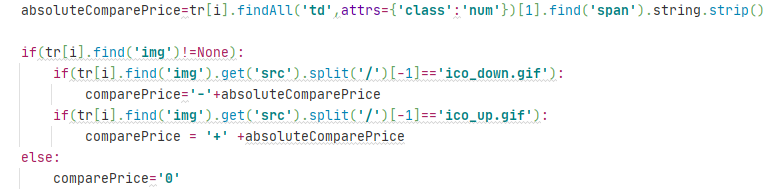 absoluteComparePrice=tr[i].findAll('td',attrs={'class':'num'})[1].find('span').string.strip()
if(tr[i].find('img')!=None):
if(tr[i].find('img').get('src').split('/')[-1]=='ico_down.gif'):
comparePrice='-'+absoluteComparePrice
if(tr[i].find('img').get('src').split('/')[-1]=='ico_up.gif'):
comparePrice = '+' +absoluteComparePrice
else:
comparePrice='0'